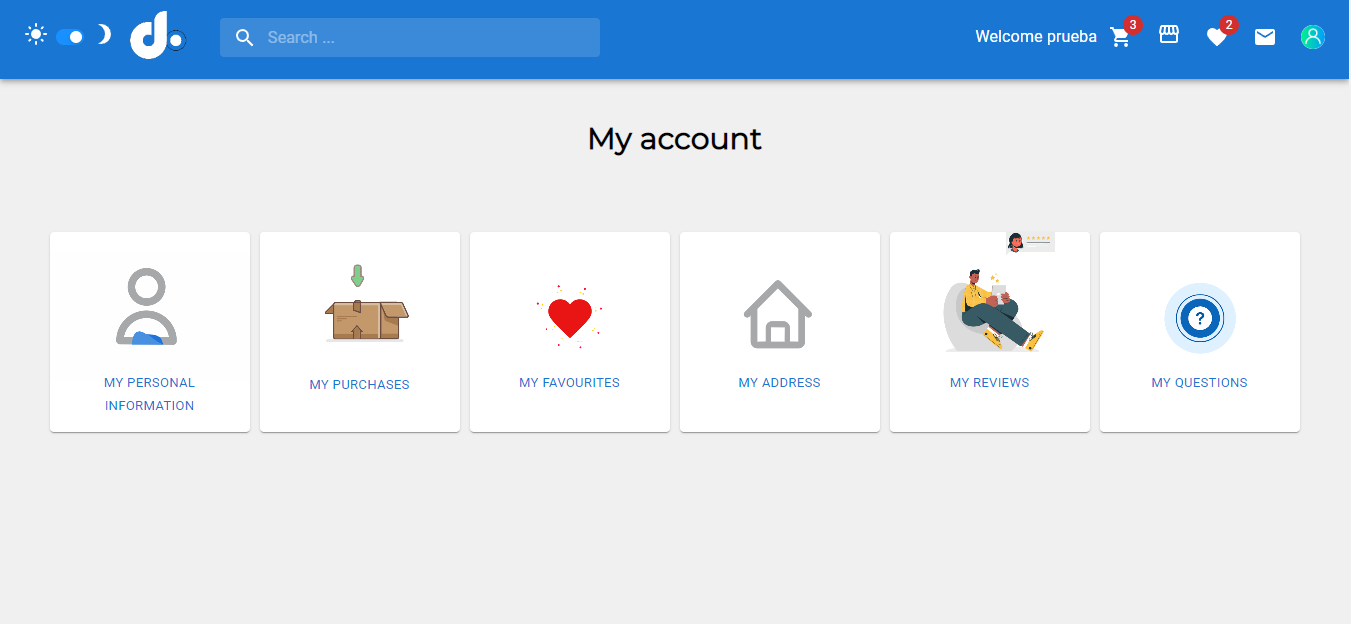 d.
Search ...
Welcome prueba
3
2
My account
MY PERSONAL
INFORMATION
MY PURCHASES
MY FAVOURITES
MY ADDRESS
MY REVIEWS
?
MY QUESTIONS